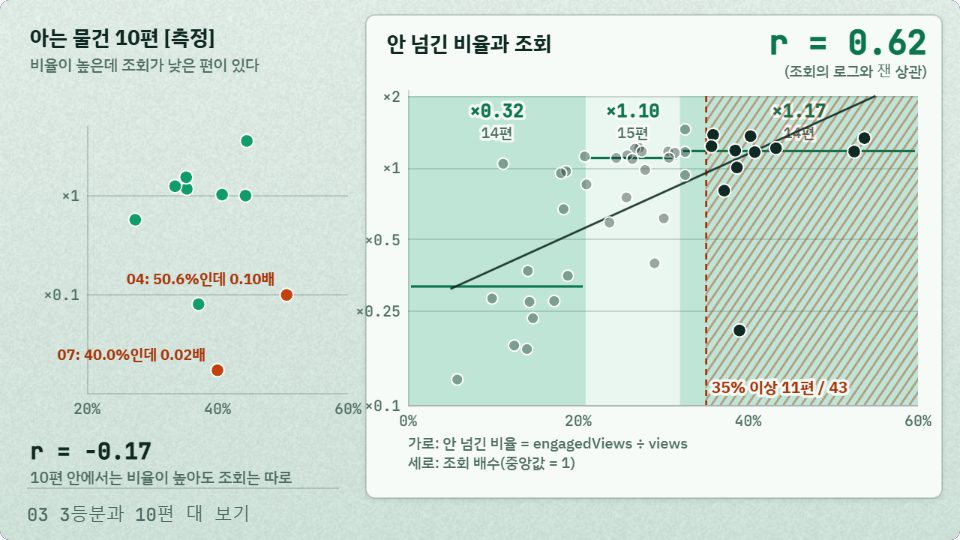 아는 물건 10편 [측정]
비율이 높은데 조회가 낮은 편이 있다
×1
×0.1
04: 50.6%인데 0.10배
07: 40.0%인데 0.02배
20%
40%
60%
r = -0.17
10편 안에서는 비율이 높아도 조회는 따로
03 3등분과 10편 대 보기
안 넘긴 비율과 조회
r = 0.62
(조회의 로그와 잰 상관)
×2
×1
×0.5
×0.25
×0.1
×0.32
14편
×1.10
15편
×1.17
14편
35% 이상 11편 / 43
0%
20%
40%
60%
가로: 안 넘긴 비율 = engagedViews ÷ views
세로: 조회 배수(중앙값 = 1)